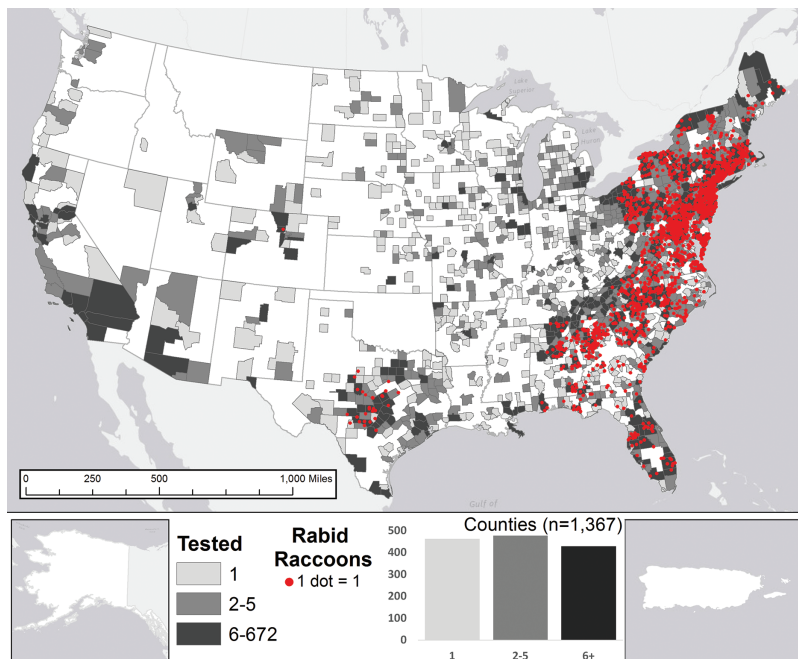 Lake
Superior
Lake
Huron
0
250
500
1,000 Miles
Gulf of
Tested
1
2-5
6-672
Rabid
Raccoons
1 dot = 1
Counties (n=1,367)
500
400
300
200
100
0
1
2-5
6+